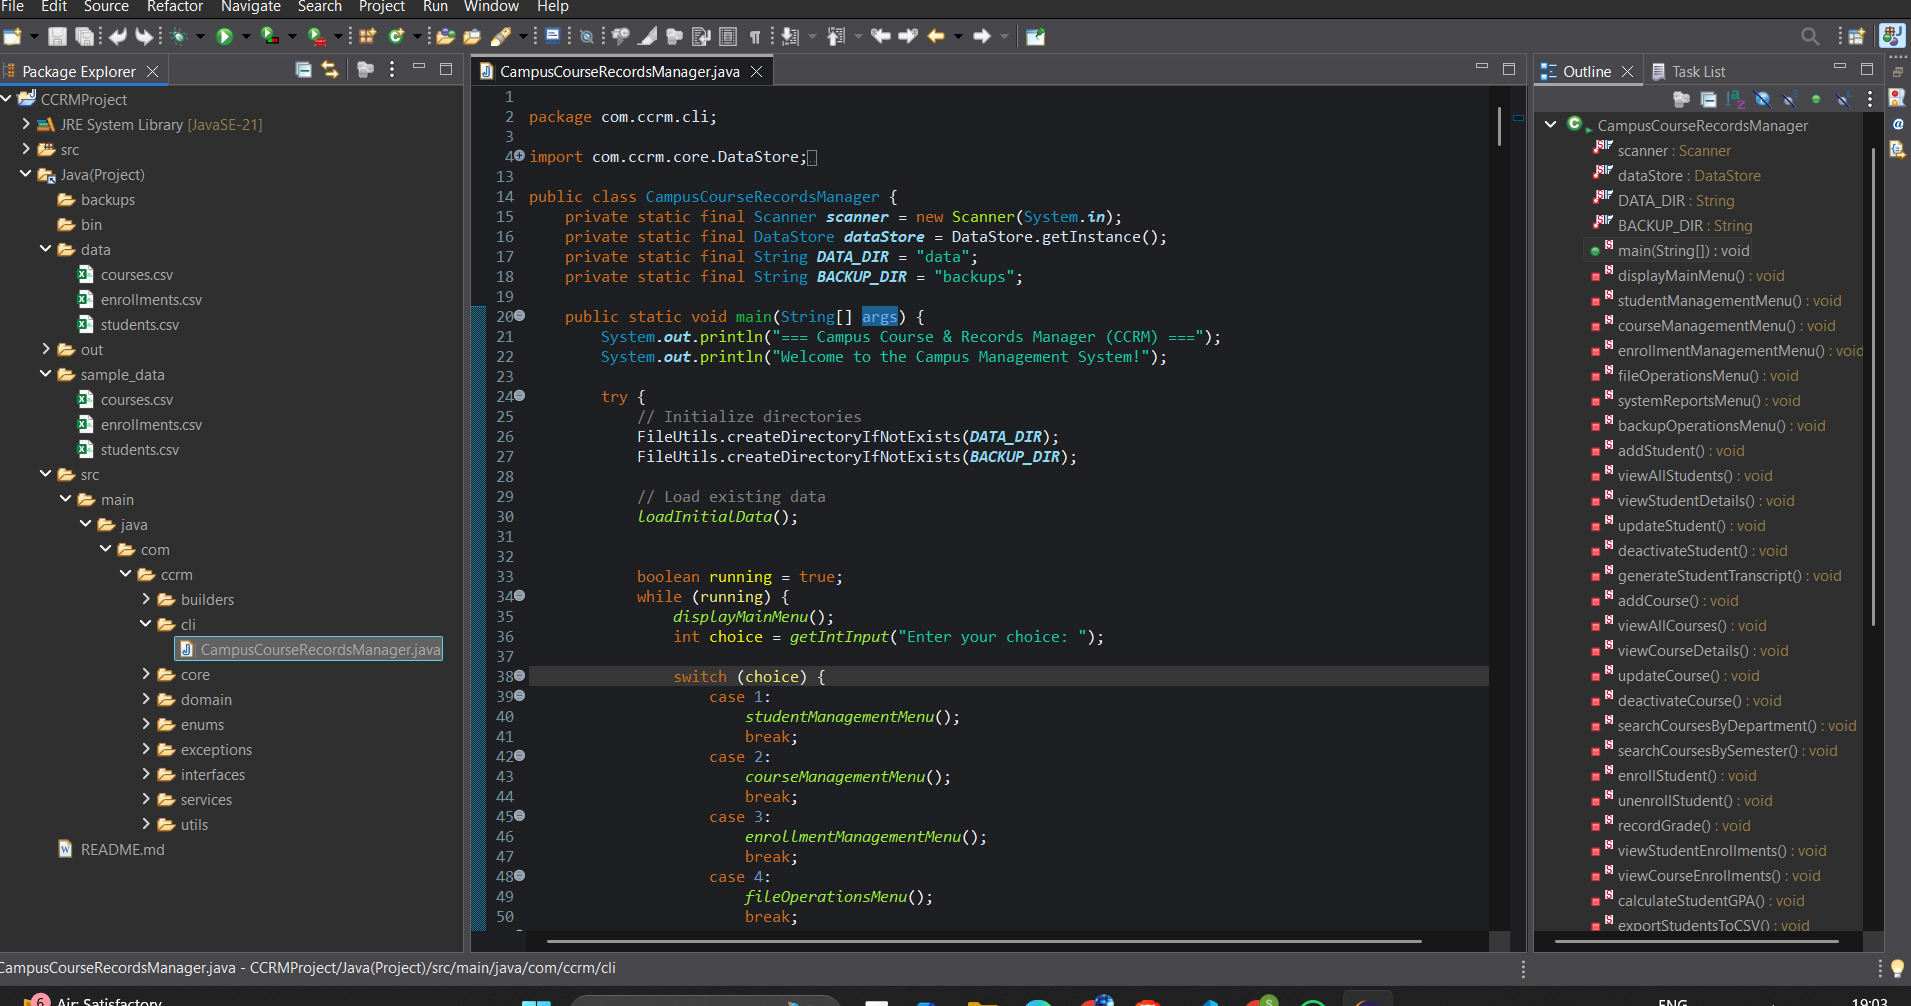 File Edit Source Refactor Navigate Search Project Run Window Help
Package Explorer
CCRMProject
JRE System Library [JavaSE-21]
src
Java(Project)
backups
bin
data
courses.csv
enrollments.csv
students.csv
out
sample_data
courses.csv
enrollments.csv
students.csv
src
main
java
com
ccrm
builders
cli
CampusCourseRecordsManager.java
core
domain
enums
exceptions
interfaces
services
utils
README.md
CampusCourseRecordsManager.java
1
2 package com.ccrm.cli;
3
4 import com.ccrm.core.DataStore;
13
14 public class CampusCourseRecordsManager {
15 private static final Scanner scanner = new Scanner(System.in);
16 private static final DataStore dataStore = DataStore.getInstance();
17 private static final String DATA_DIR = "data";
18 private static final String BACKUP_DIR = "backups";
19
20 public static void main(String[] args) {
21 System.out.println("=== Campus Course & Records Manager (CCRM) ===");
22 System.out.println("Welcome to the Campus Management System!");
23
24 try {
25 // Initialize directories
26 FileUtils.createDirectoryIfNotExists(DATA_DIR);
27 FileUtils.createDirectoryIfNotExists(BACKUP_DIR);
28
29 // Load existing data
30 loadInitialData();
31
32
33 boolean running = true;
34 while (running) {
35 displayMainMenu();
36 int choice = getIntInput("Enter your choice: ");
37
38 switch (choice) {
39 case 1:
40 studentManagementMenu();
41 break;
42 case 2:
43 courseManagementMenu();
44 break;
45 case 3:
46 enrollmentManagementMenu();
47 break;
48 case 4:
49 fileOperationsMenu();
50 break;
Outline Task List
CampusCourseRecordsManager
scanner : Scanner
dataStore : DataStore
DATA_DIR : String
BACKUP_DIR : String
main(String[]) : void
displayMainMenu() : void
studentManagementMenu() : void
courseManagementMenu() : void
enrollmentManagementMenu() : void
fileOperationsMenu() : void
systemReportsMenu() : void
backupOperationsMenu() : void
addStudent() : void
viewAllStudents() : void
viewStudentDetails() : void
updateStudent() : void
deactivateStudent() : void
generateStudentTranscript() : void
addCourse() : void
viewAllCourses() : void
viewCourseDetails() : void
updateCourse() : void
deactivateCourse() : void
searchCoursesByDepartment() : void
searchCoursesBySemester() : void
enrollStudent() : void
unenrollStudent() : void
recordGrade() : void
viewStudentEnrollments() : void
viewCourseEnrollments() : void
calculateStudentGPA() : void
exportStudentsToCSV() : void
CampusCourseRecordsManager.java - CCRMProject/Java(Project)/src/main/java/com/ccrm/cli
6 Air: Satisfactory
ENG
19:03